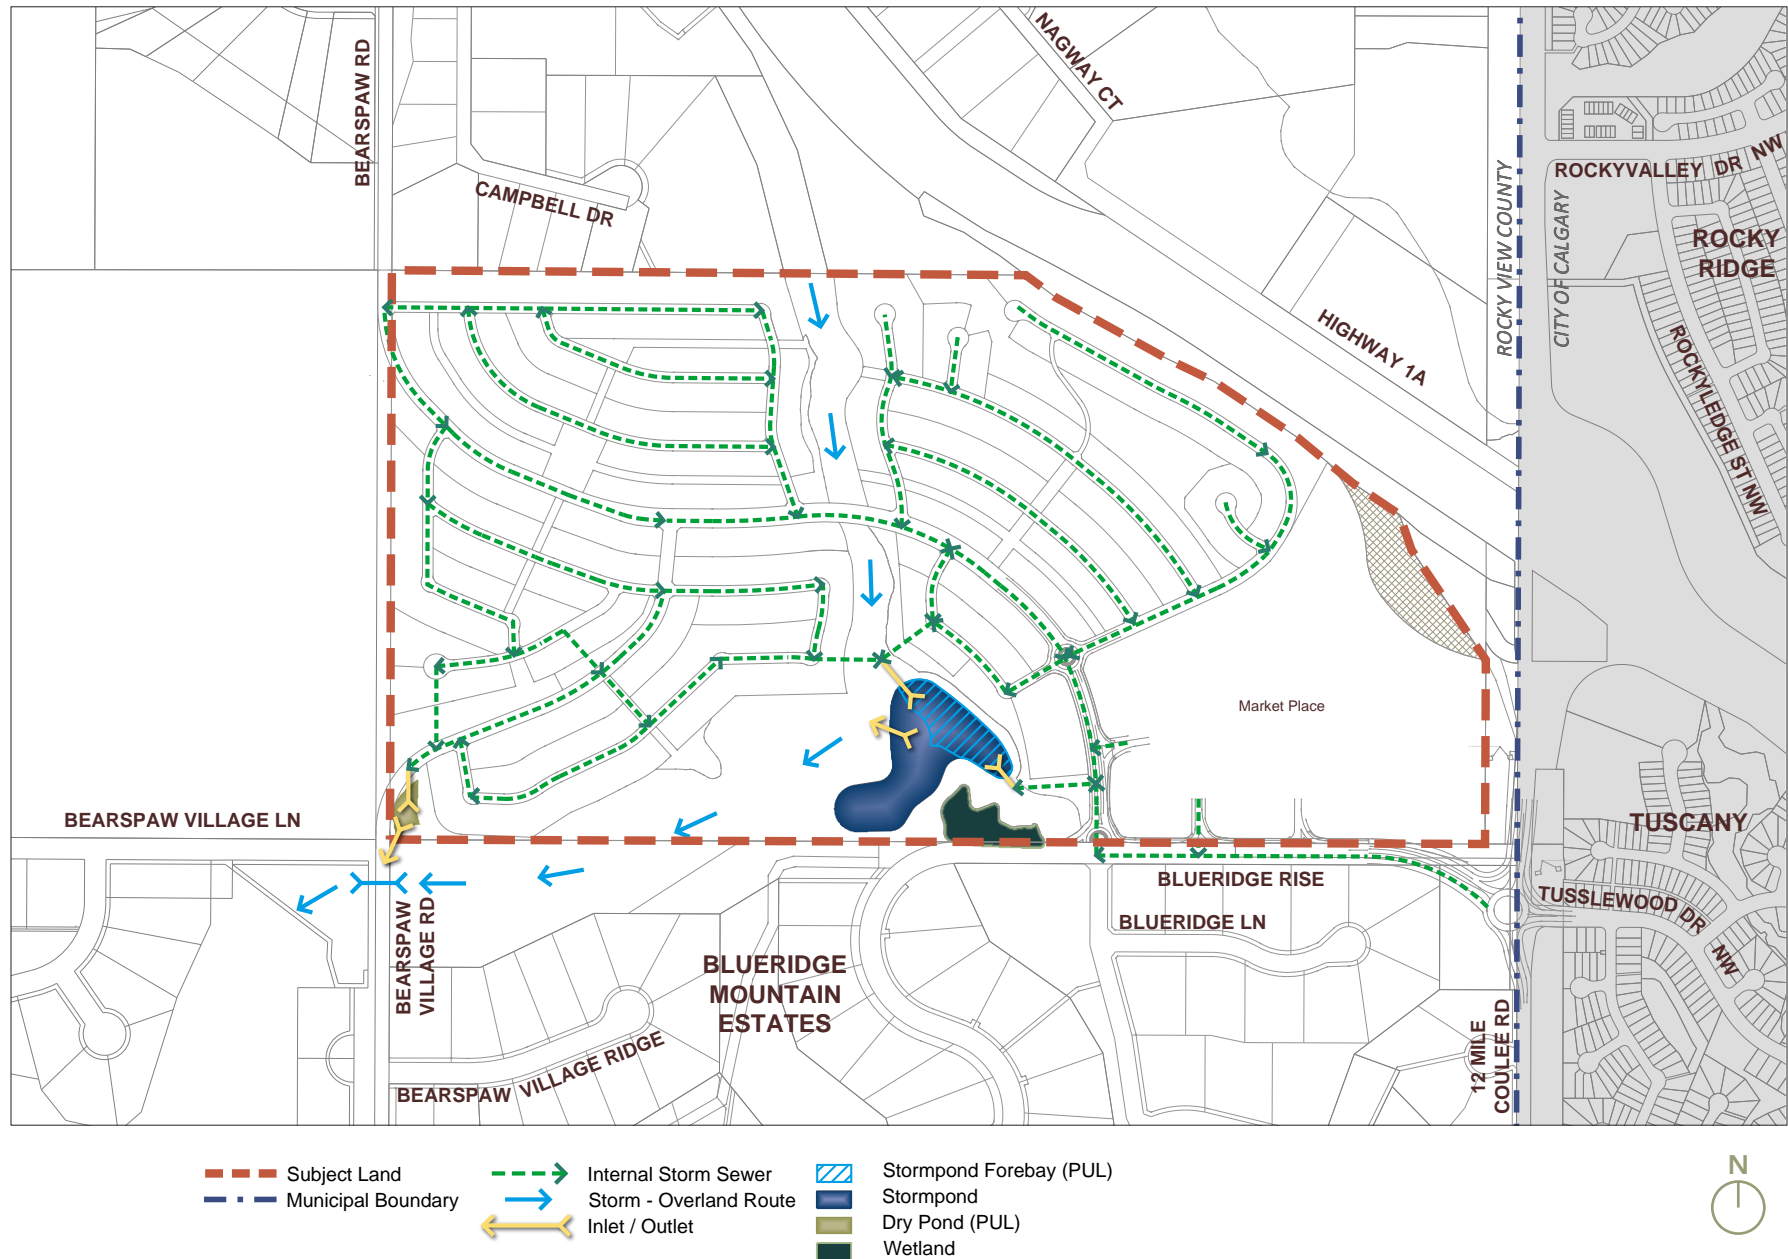 BEARSPAW RD
NAGWAY CT
CAMPBELL DR
ROCKYVALLEY DR NW
ROCKY VIEW COUNTY
CITY OF CALGARY
ROCKY
RIDGE
HIGHWAY 1A
ROCKYLEDGE ST NW
Market Place
BEARSPAW VILLAGE LN
TUSCANY
BLUERIDGE RISE
TUSSLEWOOD DR NW
BLUERIDGE LN
BEARSPAW
VILLAGE RD
BLUERIDGE
MOUNTAIN
ESTATES
BEARSPAW VILLAGE RIDGE
12 MILE
COULEE RD
Subject Land
Municipal Boundary
Internal Storm Sewer
Storm - Overland Route
Inlet / Outlet
Stormpond Forebay (PUL)
Stormpond
Dry Pond (PUL)
Wetland
N